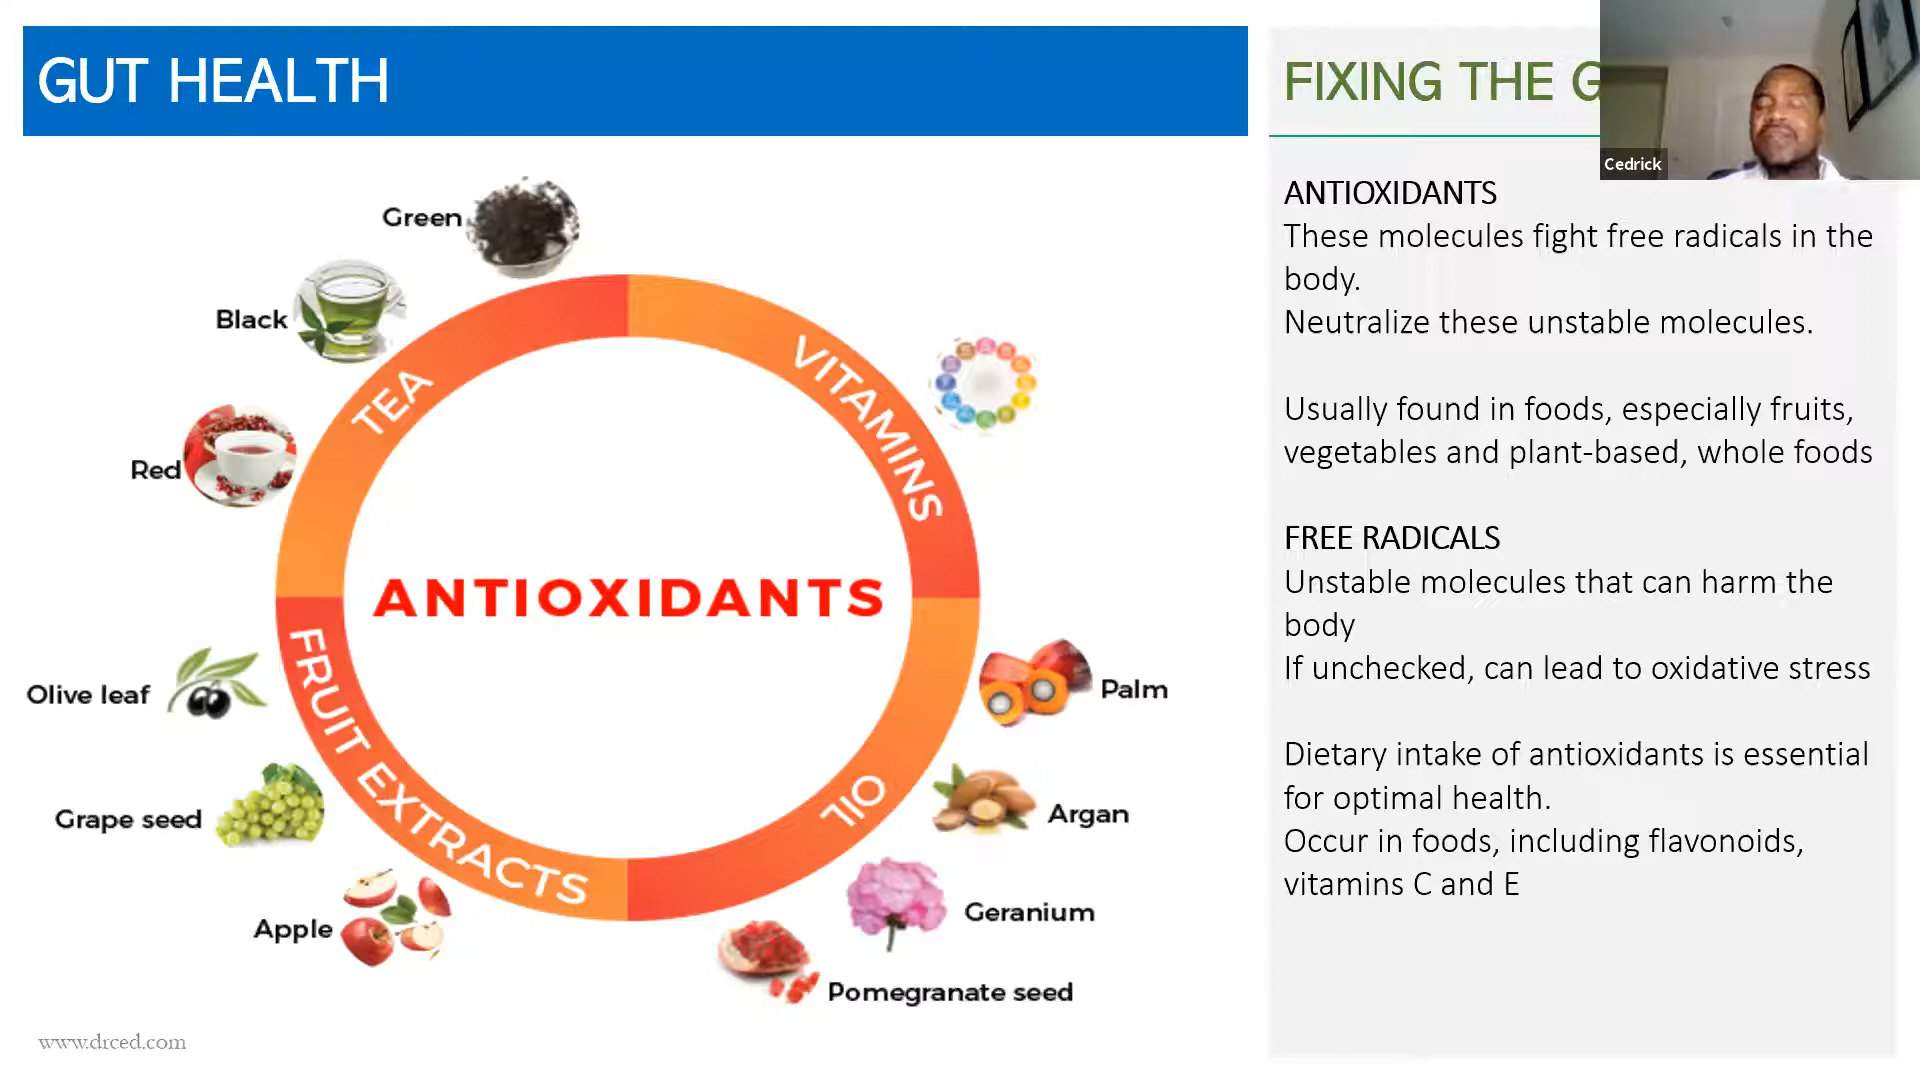 GUT HEALTH
FIXING THE G
Cedrick
Green
Black
Red
TEA
VITAMINS
ANTIOXIDANTS
FRUIT EXTRACTS
OIL
Olive leaf
Grape seed
Apple
Palm
Argan
Geranium
Pomegranate seed
www.drced.com
ANTIOXIDANTS
These molecules fight free radicals in the
body.
Neutralize these unstable molecules.
Usually found in foods, especially fruits,
vegetables and plant-based, whole foods
FREE RADICALS
Unstable molecules that can harm the
body
If unchecked, can lead to oxidative stress
Dietary intake of antioxidants is essential
for optimal health.
Occur in foods, including flavonoids,
vitamins C and E